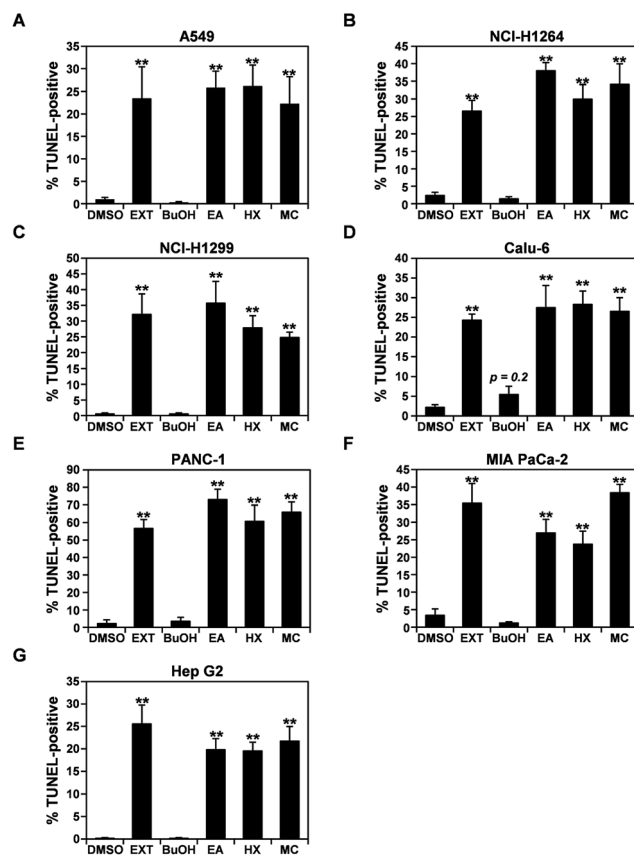 A
A549
% TUNEL-positive
35
30
25
20
15
10
5
0
** ** ** **
DMSO EXT BuOH EA HX MC
B
NCI-H1264
% TUNEL-positive
45
40
35
30
25
20
15
10
5
0
** ** ** **
DMSO EXT BuOH EA HX MC
C
NCI-H1299
% TUNEL-positive
50
45
40
35
30
25
20
15
10
5
0
** ** ** **
DMSO EXT BuOH EA HX MC
D
Calu-6
% TUNEL-positive
40
35
30
25
20
15
10
5
0
** p = 0.2 ** ** **
DMSO EXT BuOH EA HX MC
E
PANC-1
% TUNEL-positive
90
80
70
60
50
40
30
20
10
0
** ** ** **
DMSO EXT BuOH EA HX MC
F
MIA PaCa-2
% TUNEL-positive
45
40
35
30
25
20
15
10
5
0
** ** ** **
DMSO EXT BuOH EA HX MC
G
Hep G2
% TUNEL-positive
35
30
25
20
15
10
5
0
** ** ** **
DMSO EXT BuOH EA HX MC